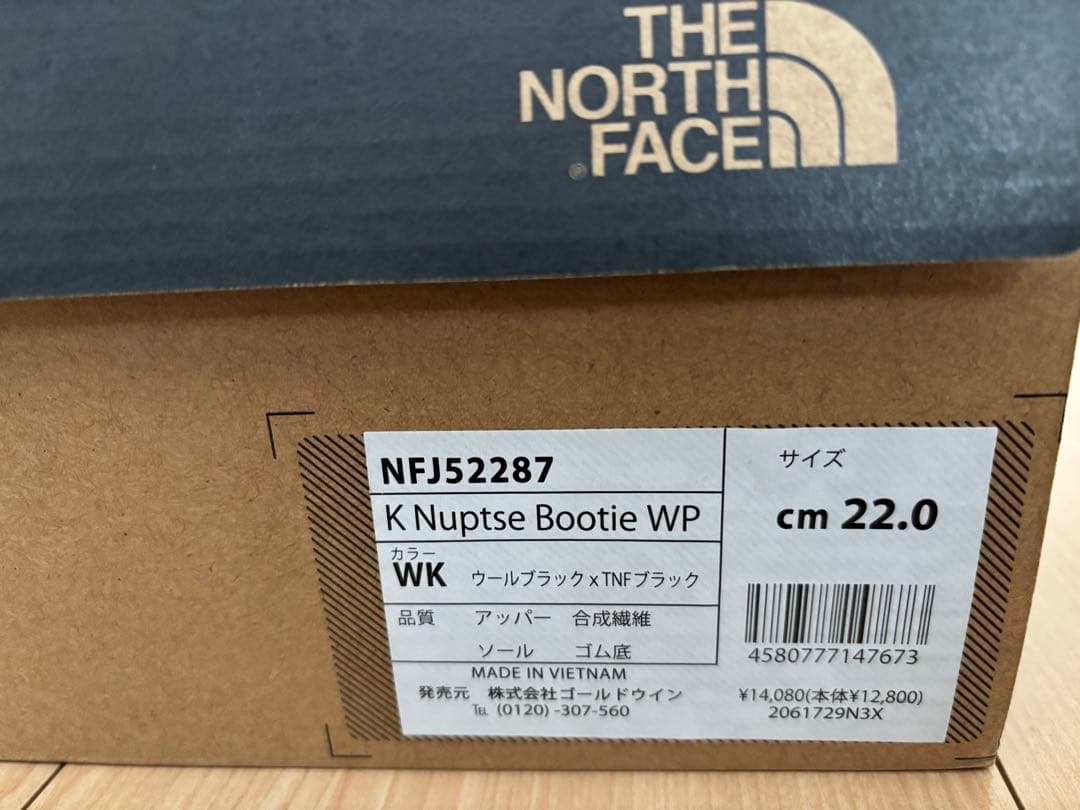 THE
NORTH
FACE
®
NFJ52287
K Nuptse Bootie WP
カラー
WK ウールブラック x TNFブラック
品質 アッパー 合成繊維
ソール ゴム底
MADE IN VIETNAM
発売元 株式会社ゴールドウイン
℡ (0120) -307-560
サイズ
cm 22.0
4580777147673
¥14,080(本体¥12,800)
2061729N3X